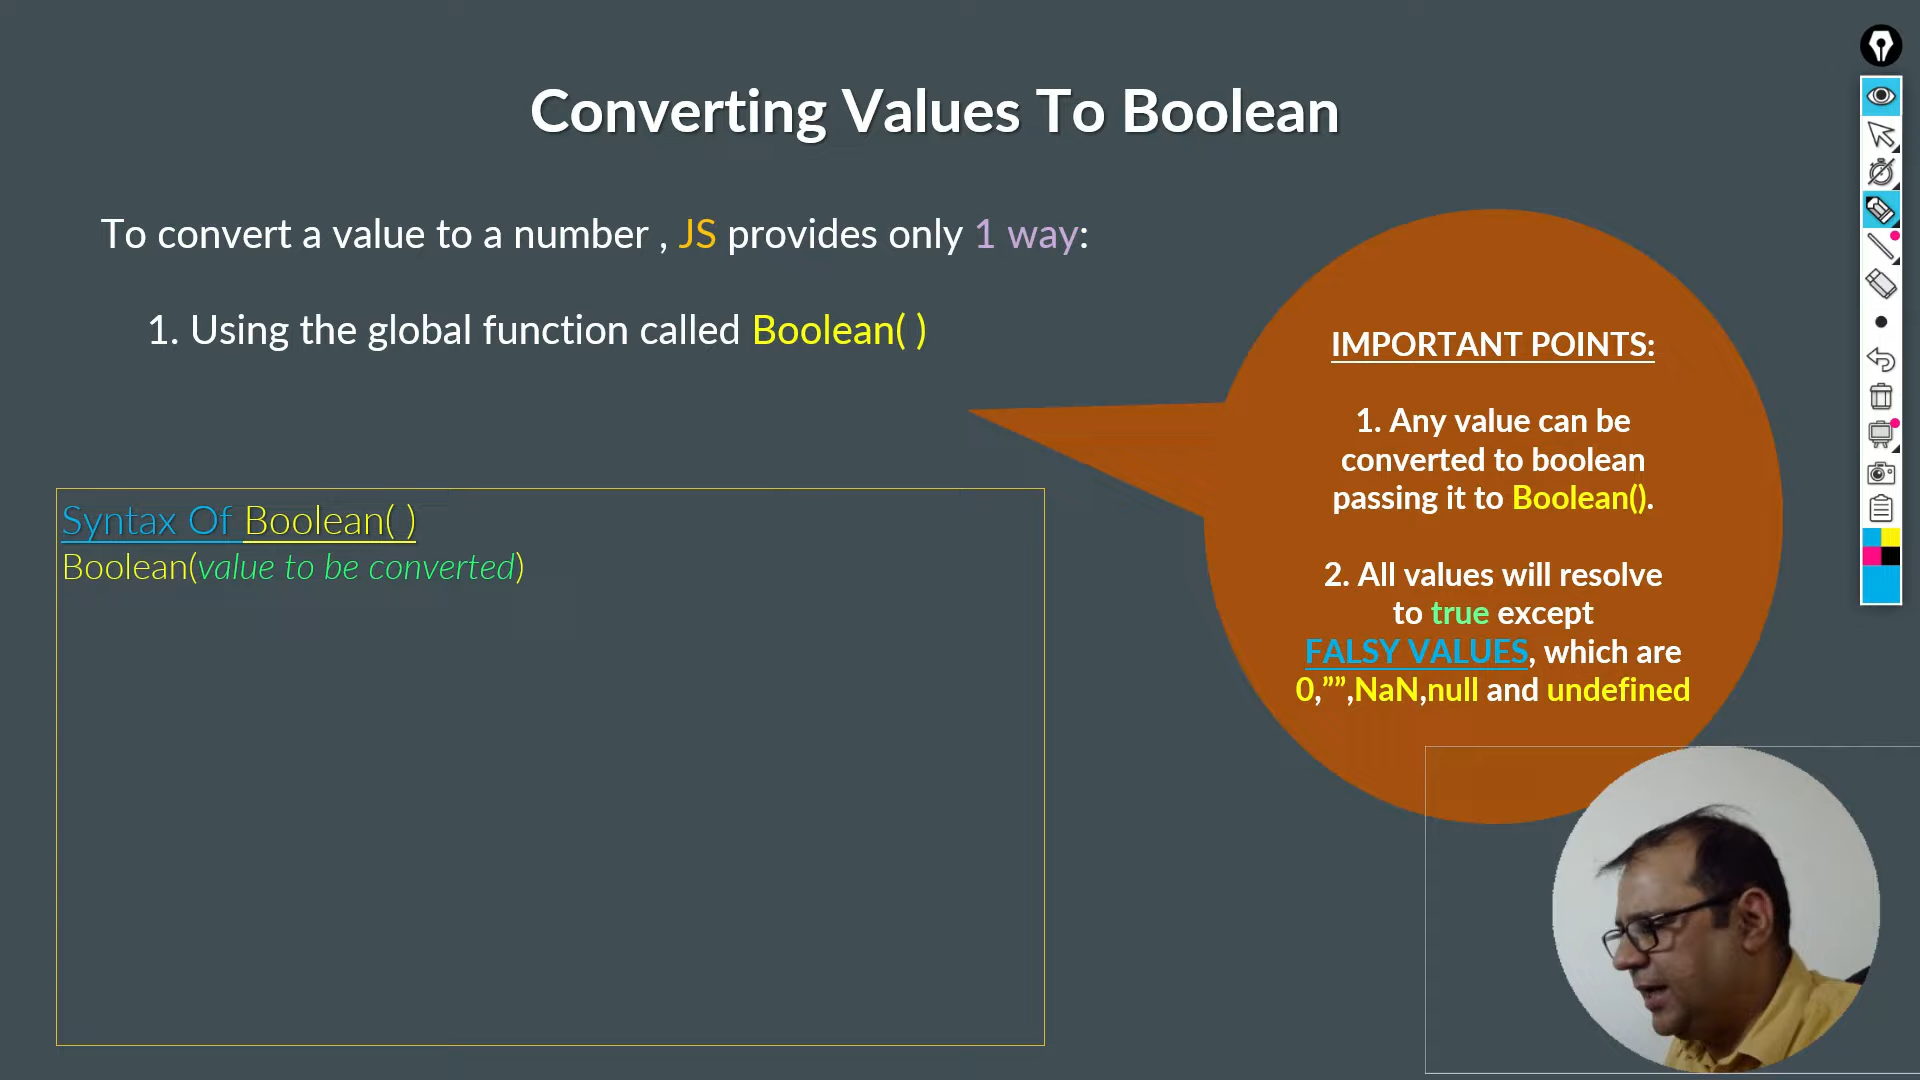 Converting Values To Boolean
To convert a value to a number , JS provides only 1 way:
1. Using the global function called Boolean( )
Syntax Of Boolean( )
Boolean(value to be converted)
IMPORTANT POINTS:
1. Any value can be
converted to boolean
passing it to Boolean().
2. All values will resolve
to true except
FALSY VALUES, which are
0,””,NaN,null and undefined